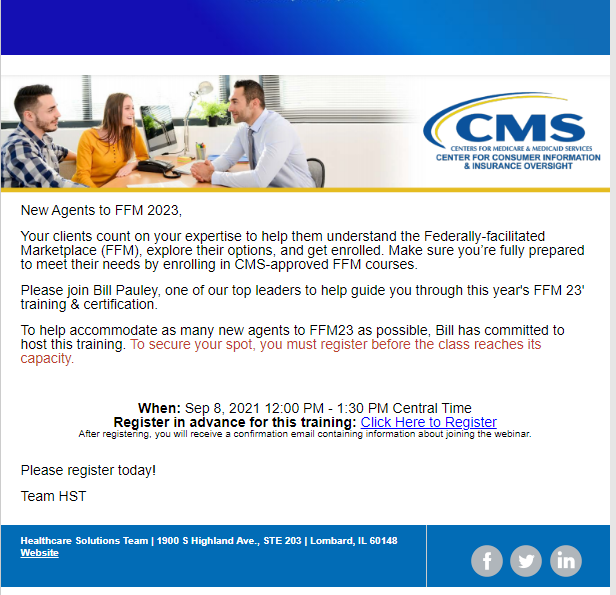 CMS
CENTERS FOR MEDICARE & MEDICAID SERVICES
CENTER FOR CONSUMER INFORMATION
& INSURANCE OVERSIGHT
New Agents to FFM 2023,
Your clients count on your expertise to help them understand the Federally-facilitated
Marketplace (FFM), explore their options, and get enrolled. Make sure you're fully prepared
to meet their needs by enrolling in CMS-approved FFM courses.
Please join Bill Pauley, one of our top leaders to help guide you through this year's FFM 23'
training & certification.
To help accommodate as many new agents to FFM23 as possible, Bill has committed to
host this training. To secure your spot, you must register before the class reaches its
capacity.
When: Sep 8, 2021 12:00 PM - 1:30 PM Central Time
Register in advance for this training: Click Here to Register
After registering, you will receive a confirmation email containing information about joining the webinar.
Please register today!
Team HST
Healthcare Solutions Team | 1900 S Highland Ave., STE 203 | Lombard, IL 60148
Website